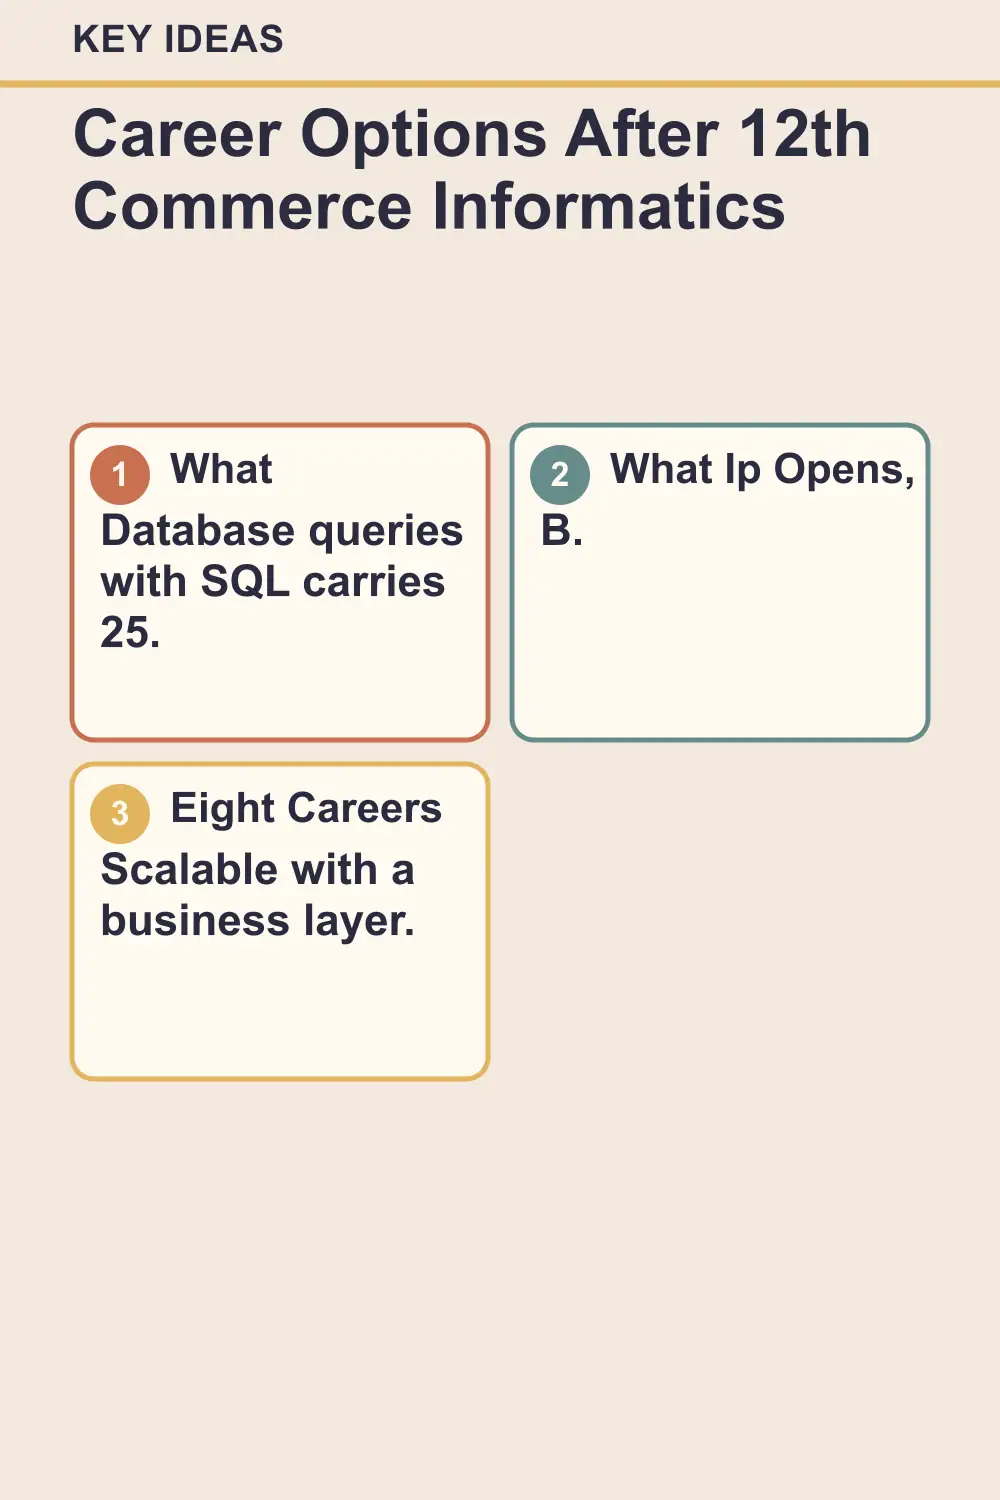 KEY IDEAS
Career Options After 12th
Commerce Informatics
1 What
Database queries
with SQL carries
25.
2 What Ip Opens,
B.
3 Eight Careers
Scalable with a
business layer.